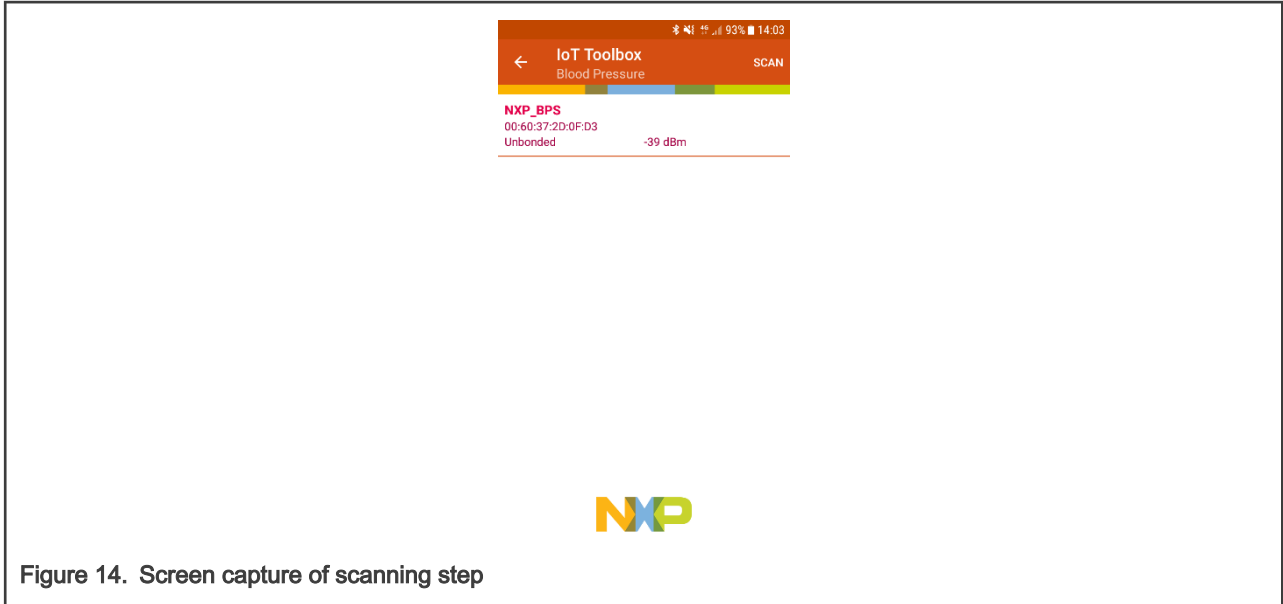 4G 93% 14:03
IoT Toolbox
Blood Pressure
SCAN
NXP_BPS
00:60:37:2D:0F:D3
Unbonded -39 dBm
NXP
Figure 14. Screen capture of scanning step